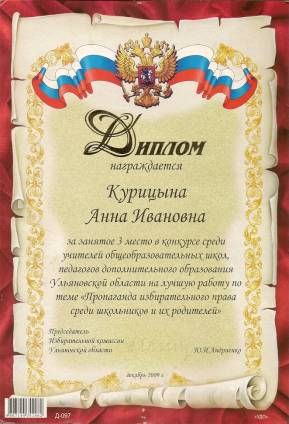 Диплом
награждается
Курицына
Анна Ивановна
за занятое 3 место в конкурсе среди
учителей общеобразовательных школ,
педагогов дополнительного образования
Ульяновской области на лучшую работу по
теме «Пропаганда избирательного права
среди школьников и их родителей»
Председатель
Избирательной комиссии
Ульяновской области
Ю.И.Андриенко
декабрь 2009 г.
Д-097